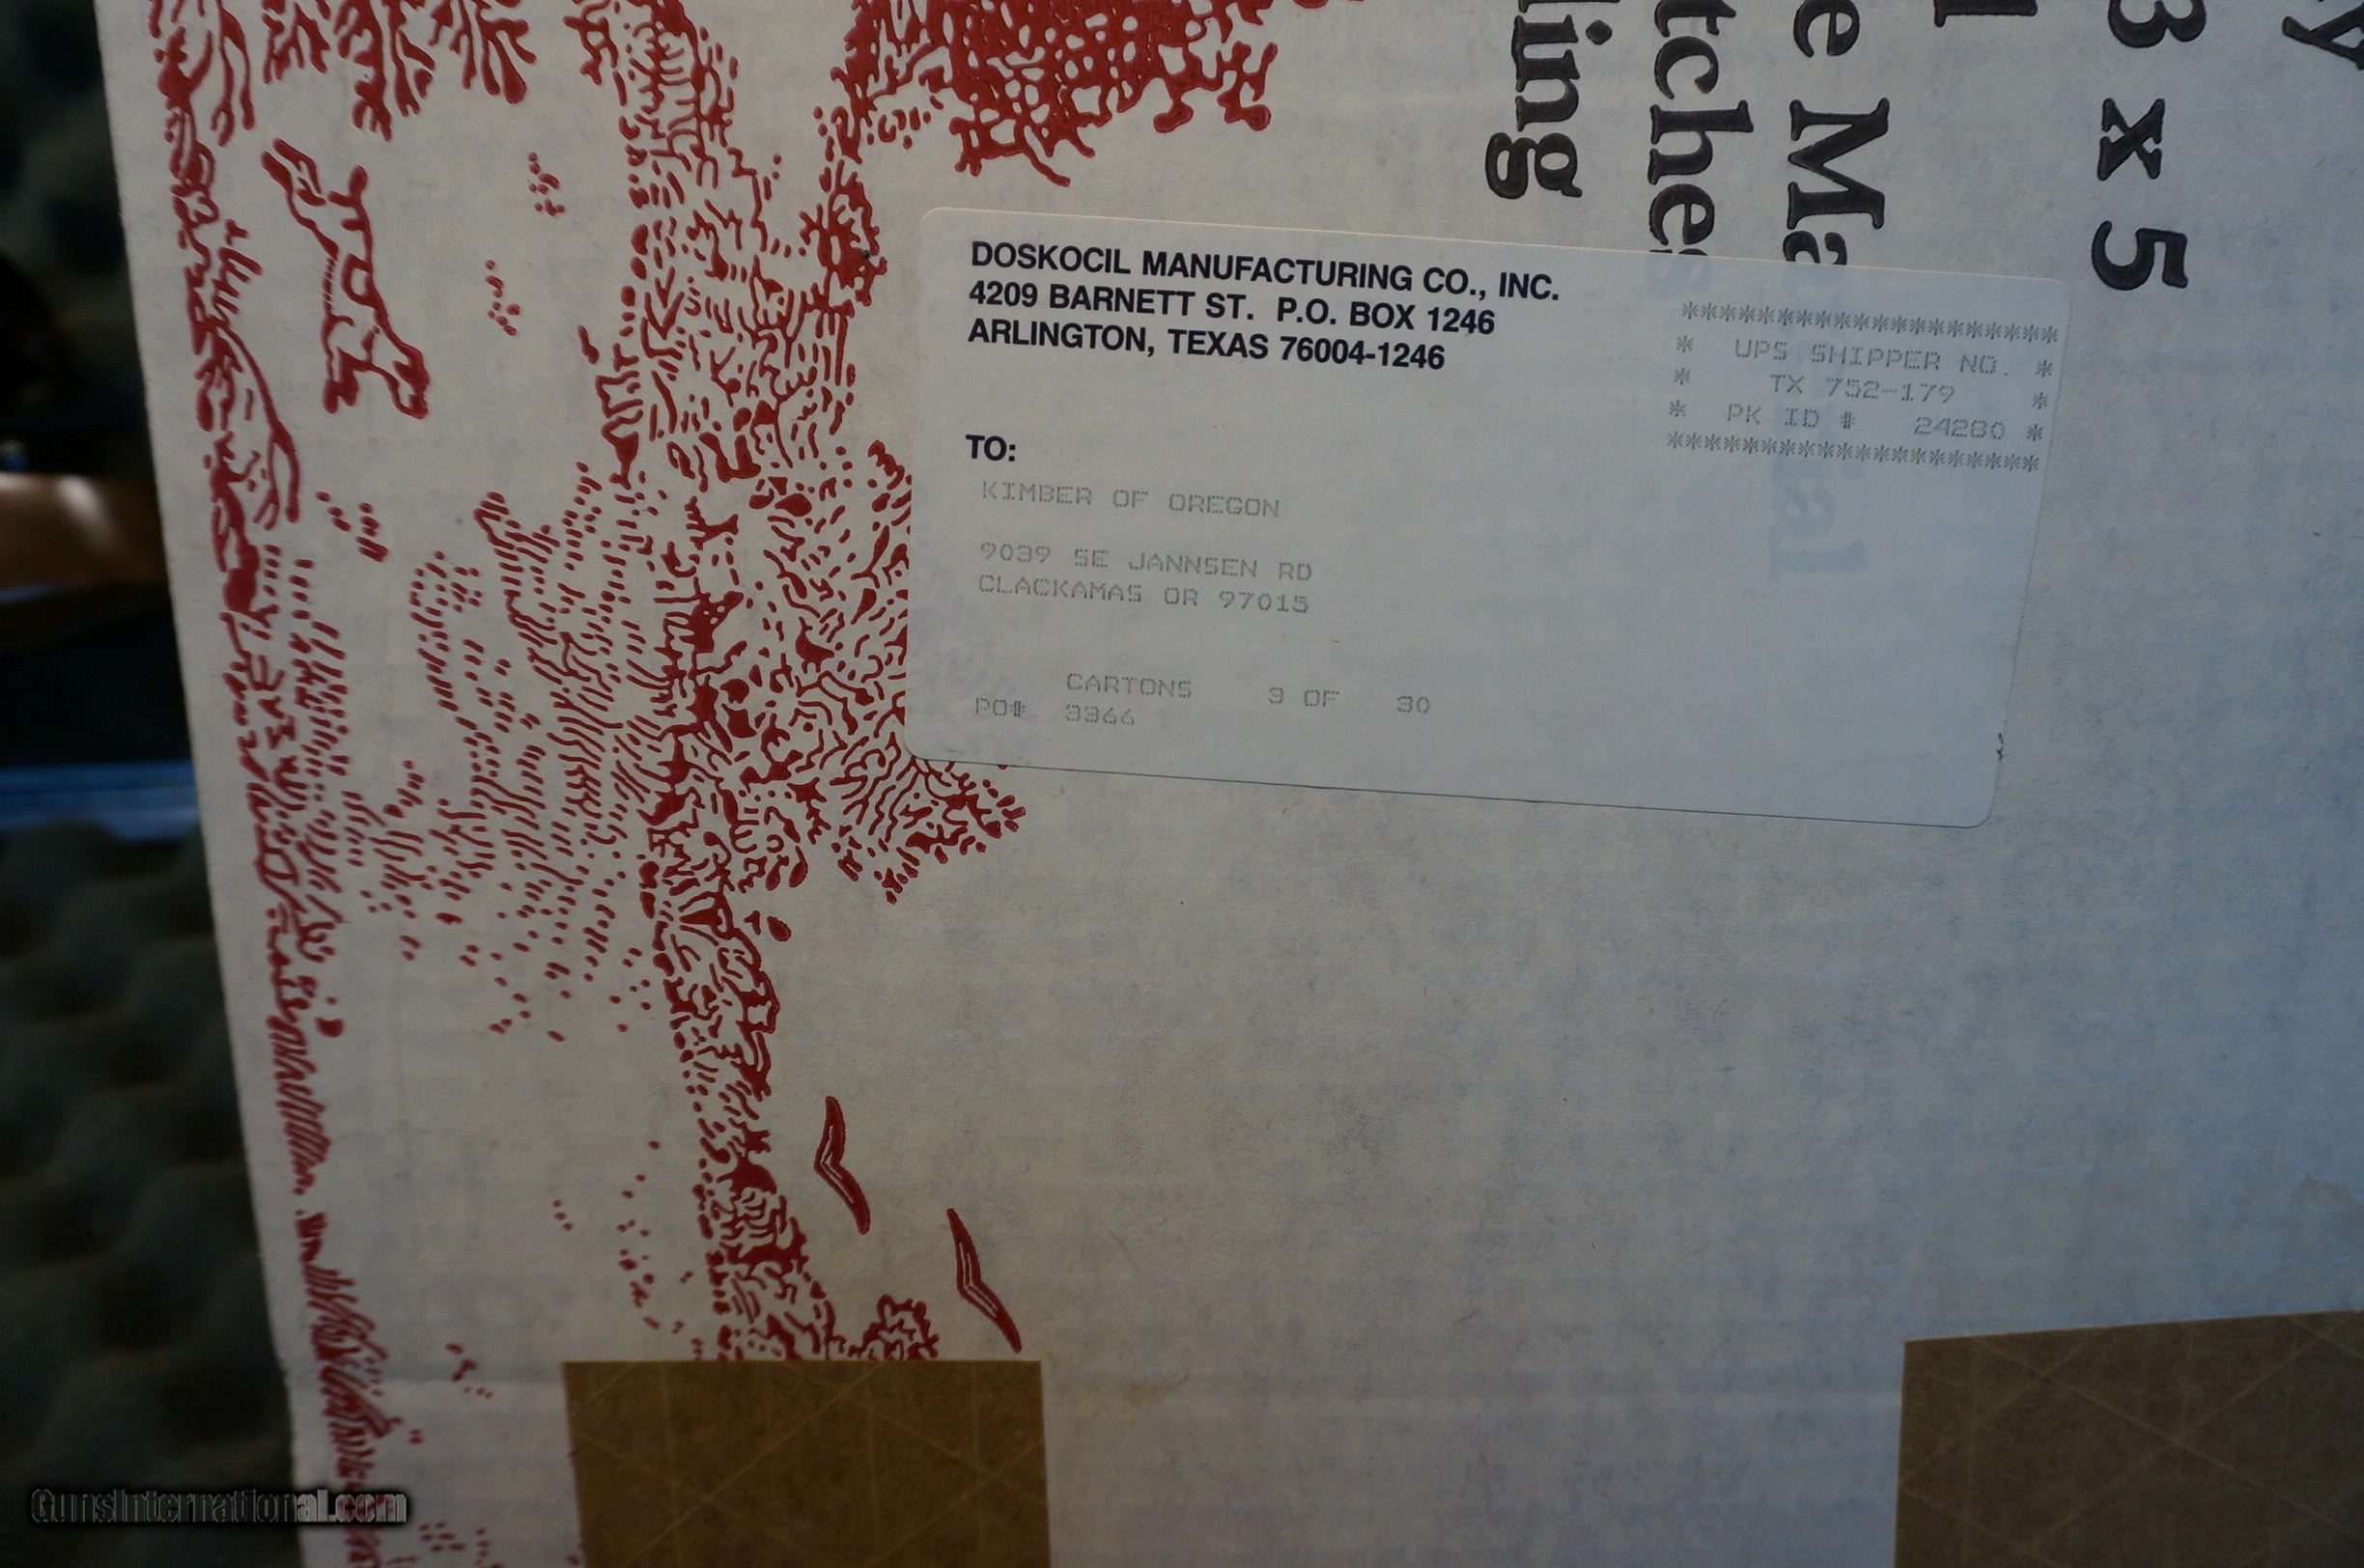 DOSKOCIL MANUFACTURING CO., INC.
4209 BARNETT ST. P.O. BOX 1246
ARLINGTON, TEXAS 76004-1246
********************
* UPS SHIPPER NO. *
* TX 752-179 *
* PK ID # 24280 *
********************
TO:
KIMBER OF OREGON
9039 SE JANNSEN RD
CLACKAMAS OR 97015
CARTONS 3 OF 30
PO# 3366
y
3 x 5
l
e Material
tches
ling
GunsInternational.com